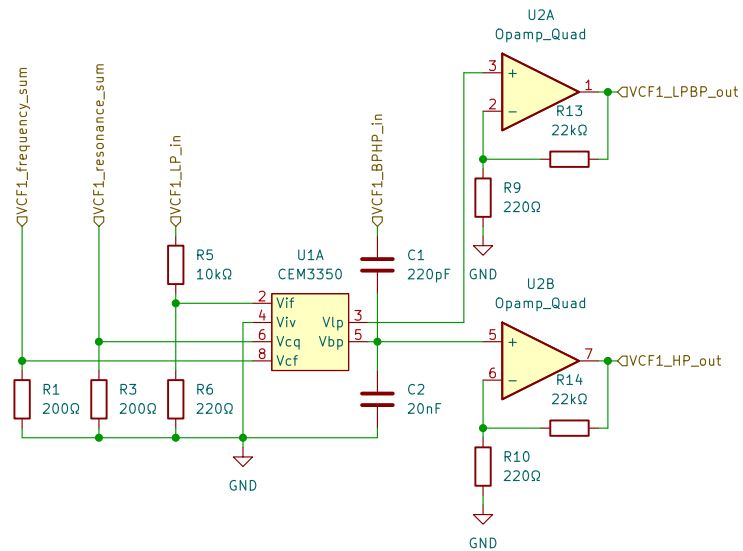 U2A
Opamp_Quad
3
+
2
−
1
VCF1_LPBP_out
R13
22kΩ
R9
220Ω
GND
VCF1_frequency_sum
VCF1_resonance_sum
VCF1_LP_in
VCF1_BPHP_in
R5
10kΩ
U1A
CEM3350
C1
220pF
2 Vif
4 Viv
6 Vcq
8 Vcf
Vlp 3
Vbp 5
R1
200Ω
R3
200Ω
R6
220Ω
C2
20nF
GND
U2B
Opamp_Quad
5
+
6
−
7
VCF1_HP_out
R14
22kΩ
R10
220Ω
GND